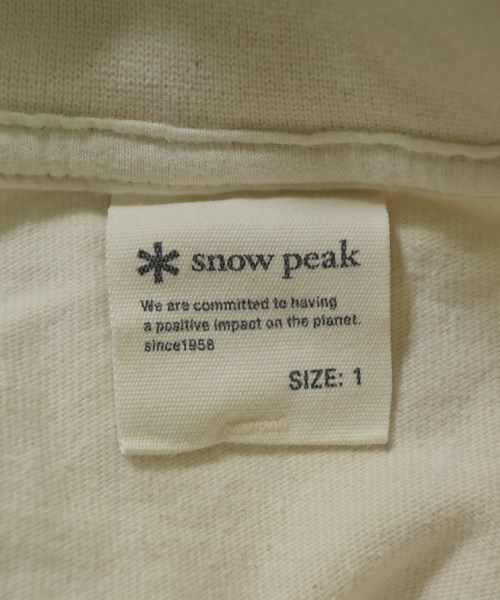 snow peak
We are committed to having
a positive impact on the planet.
since1958
SIZE: 1